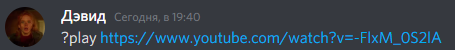 Дэвид Сегодня, в 19:40
?play https://www.youtube.com/watch?v=-FlxM_0S2lA